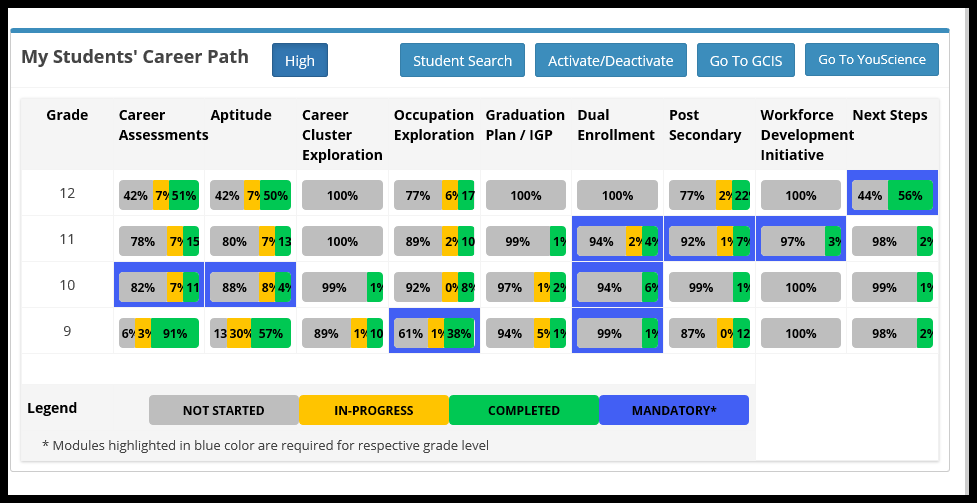 My Students' Career Path High Student Search Activate/Deactivate Go To GCIS Go To YouScience
Grade Career Assessments Aptitude Career Cluster Exploration Occupation Exploration Graduation Plan / IGP Dual Enrollment Post Secondary Workforce Development Initiative Next Steps
12 42% 7% 51% 42% 7% 50% 100% 77% 6% 17 100% 100% 77% 2% 22 100% 44% 56%
11 78% 7% 15 80% 7% 13 100% 89% 2% 10 99% 1% 94% 2% 4% 92% 1% 7% 97% 3% 98% 2%
10 82% 7% 11 88% 8% 4% 99% 1% 92% 0% 8% 97% 1% 2% 94% 6% 99% 1% 100% 99% 1%
9 6% 3% 91% 13 30% 57% 89% 1% 10 61% 1% 38% 94% 5% 1% 99% 1% 87% 0% 12 100% 98% 2%
Legend NOT STARTED IN-PROGRESS COMPLETED MANDATORY*
* Modules highlighted in blue color are required for respective grade level